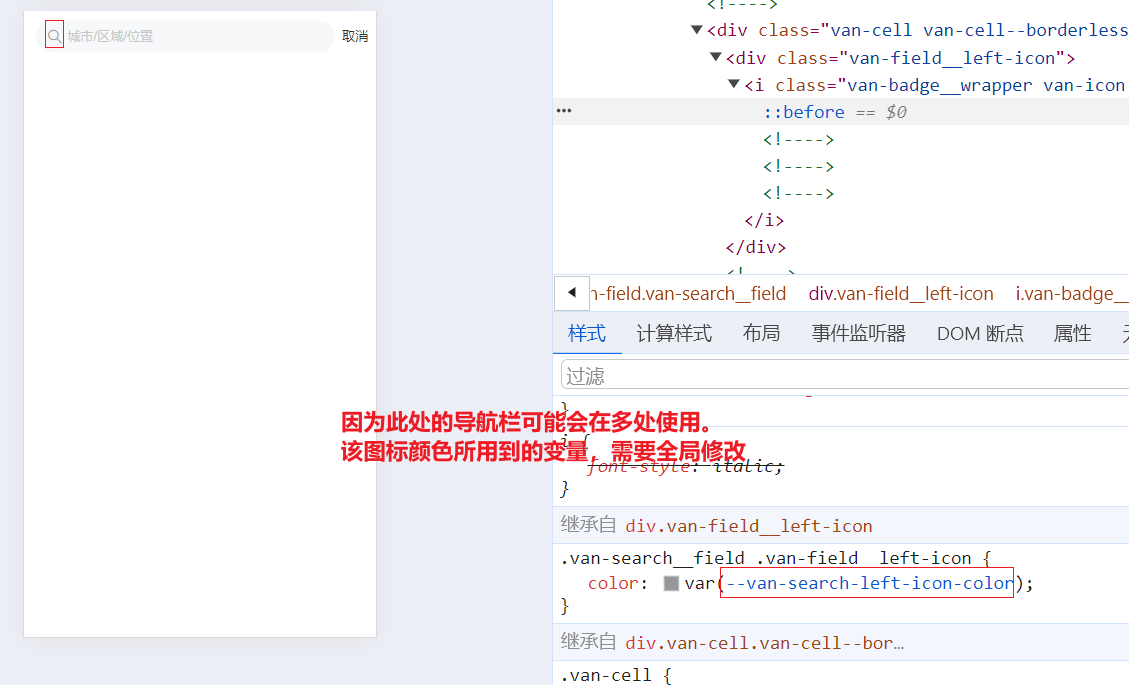 城市/区域/位置 取消
<!---->
▼<div class="van-cell van-cell--borderless
▼<div class="van-field__left-icon">
▼<i class="van-badge__wrapper van-icon
••• ::before == $0
<!---->
<!---->
<!---->
</i>
</div>
<!---->
◀ n-field.van-search__field div.van-field__left-icon i.van-badge__
样式 计算样式 布局 事件监听器 DOM 断点 属性
过滤
}
因为此处的导航栏可能会在多处使用。
i {
该图标颜色所用到的变量，需要全局修改
font-style: italic;
}
继承自 div.van-field__left-icon
.van-search__field .van-field__left-icon {
color: var(--van-search-left-icon-color);
}
继承自 div.van-cell.van-cell--bor…
.van-cell {